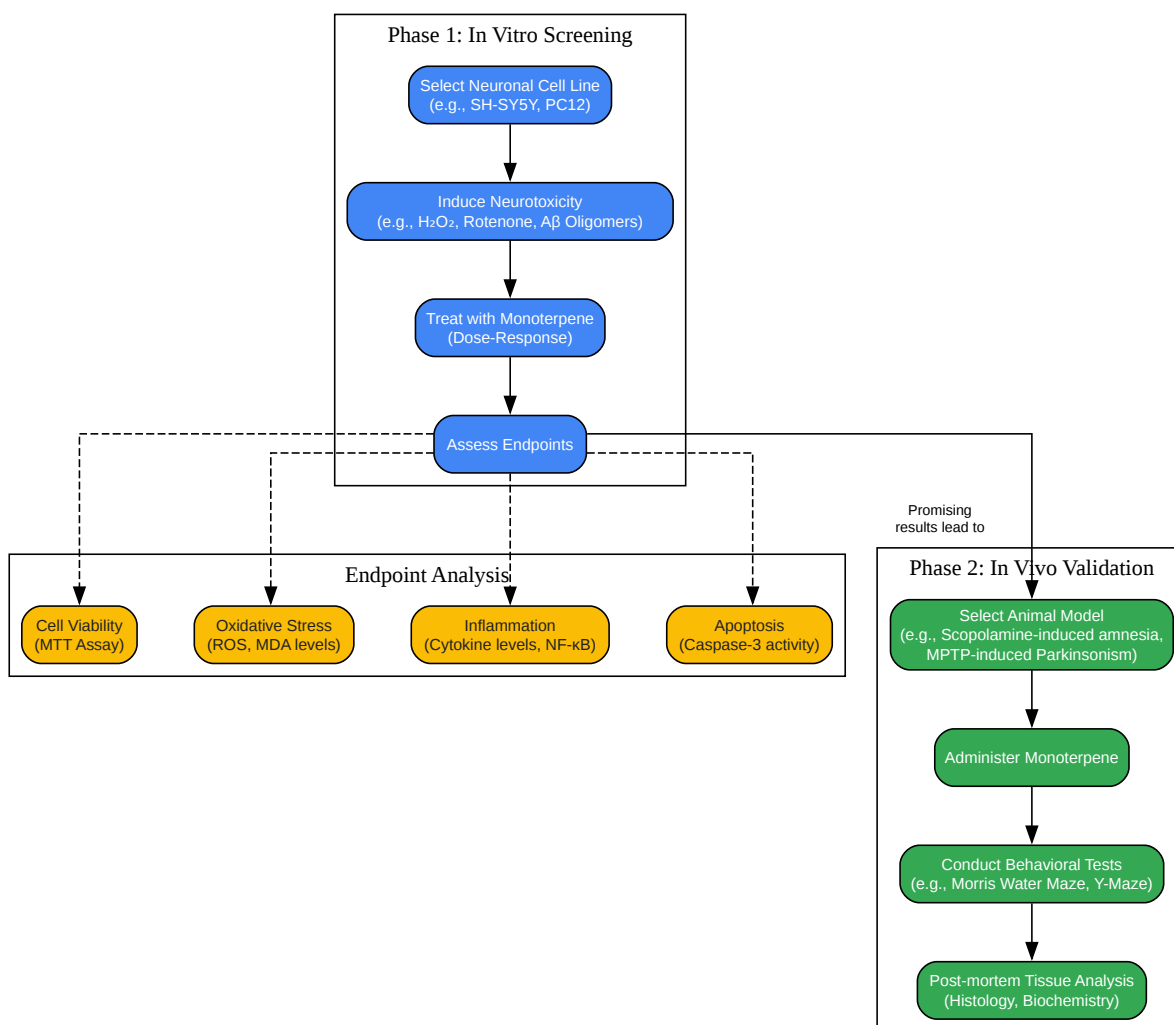 Phase 1: In Vitro Screening
Select Neuronal Cell Line
(e.g., SH-SY5Y, PC12)
Induce Neurotoxicity
(e.g., H₂O₂, Rotenone, Aβ Oligomers)
Treat with Monoterpene
(Dose-Response)
Assess Endpoints
Promising
results lead to
Endpoint Analysis
Cell Viability
(MTT Assay)
Oxidative Stress
(ROS, MDA levels)
Inflammation
(Cytokine levels, NF-κB)
Apoptosis
(Caspase-3 activity)
Phase 2: In Vivo Validation
Select Animal Model
(e.g., Scopolamine-induced amnesia,
MPTP-induced Parkinsonism)
Administer Monoterpene
Conduct Behavioral Tests
(e.g., Morris Water Maze, Y-Maze)
Post-mortem Tissue Analysis
(Histology, Biochemistry)